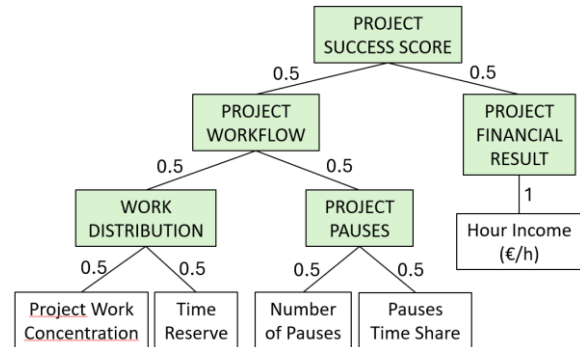 PROJECT
SUCCESS SCORE
0.5
0.5
PROJECT
WORKFLOW
PROJECT
FINANCIAL
RESULT
0.5
0.5
1
WORK
DISTRIBUTION
PROJECT
PAUSES
Hour Income
(€/h)
0.5
0.5
0.5
0.5
Project Work
Concentration
Time
Reserve
Number
of Pauses
Pauses
Time Share